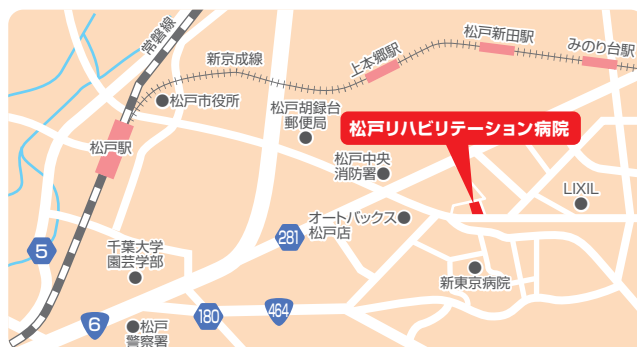 常磐線
新京成線
上本郷駅
松戸新田駅
みのり台駅
松戸市役所
松戸胡録台
郵便局
松戸リハビリテーション病院
松戸駅
松戸中央
消防署
LIXIL
オートバックス
松戸店
281
5
千葉大学
園芸学部
新東京病院
6
180
464
松戸
警察署